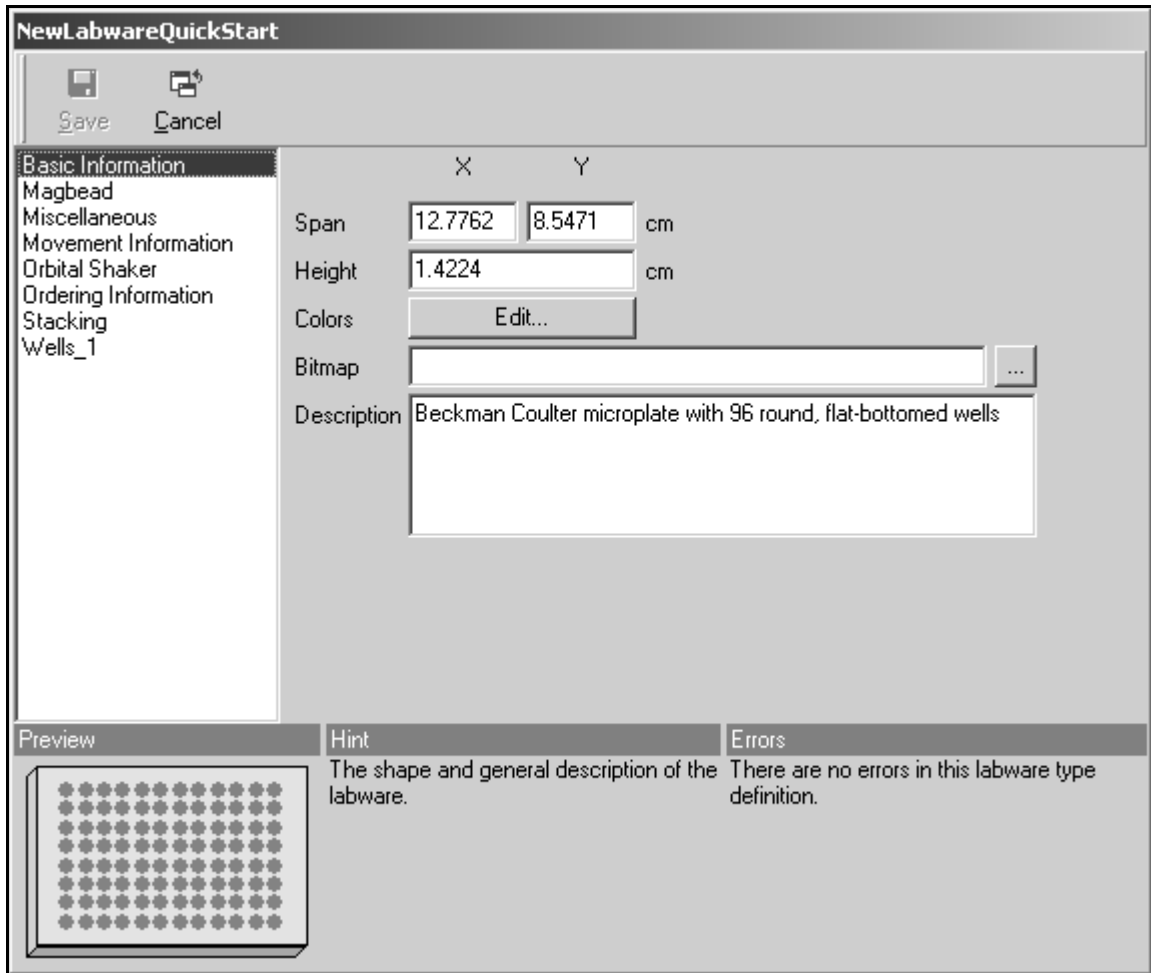 NewLabwareQuickStart
Save Cancel
Basic Information
Magbead
Miscellaneous
Movement Information
Orbital Shaker
Ordering Information
Stacking
Wells_1
X Y
Span 12.7762 8.5471 cm
Height 1.4224 cm
Colors Edit...
Bitmap ...
Description Beckman Coulter microplate with 96 round, flat-bottomed wells
Preview
Hint
The shape and general description of the
labware.
Errors
There are no errors in this labware type
definition.